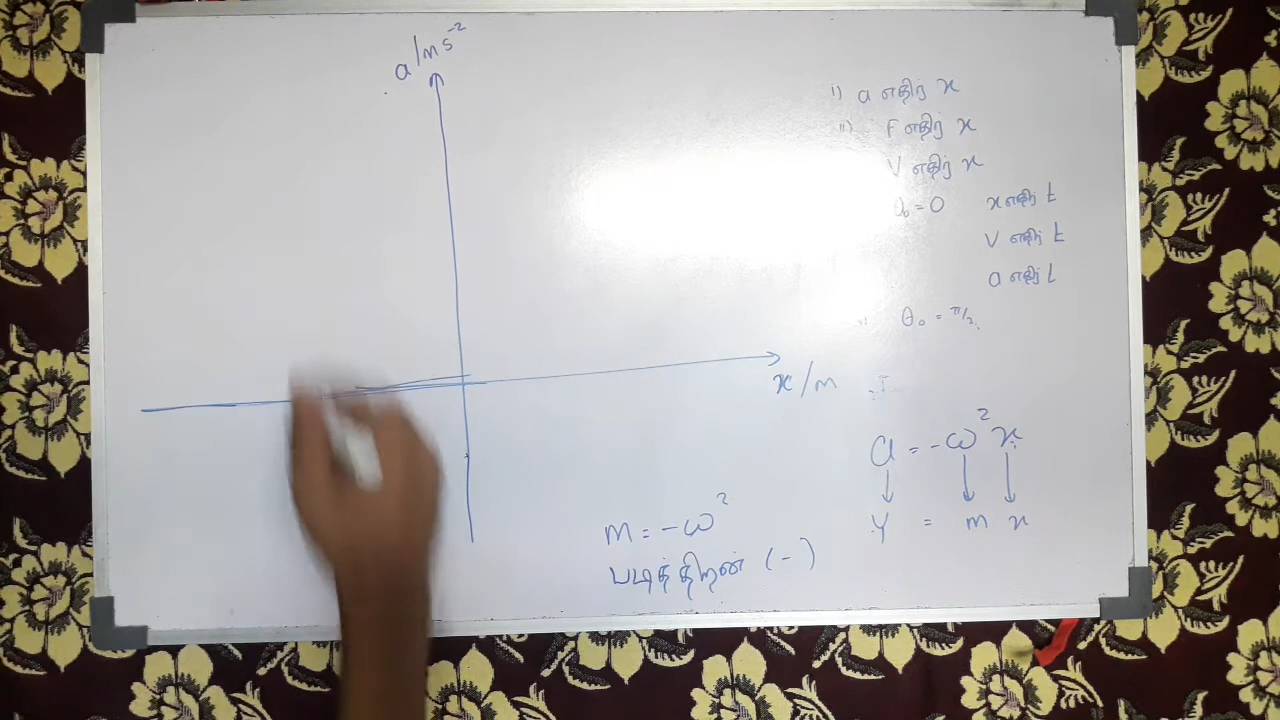 a/ms⁻²
i) a எதிர் x
ii) F எதிர் x
V எதிர் x
θ₀ = 0 x எதிர் t
V எதிர் t
a எதிர் t
θ₀ = π/2
x/m
a = -ω² x
y = m x
m = -ω²
படித்திறன் (-)